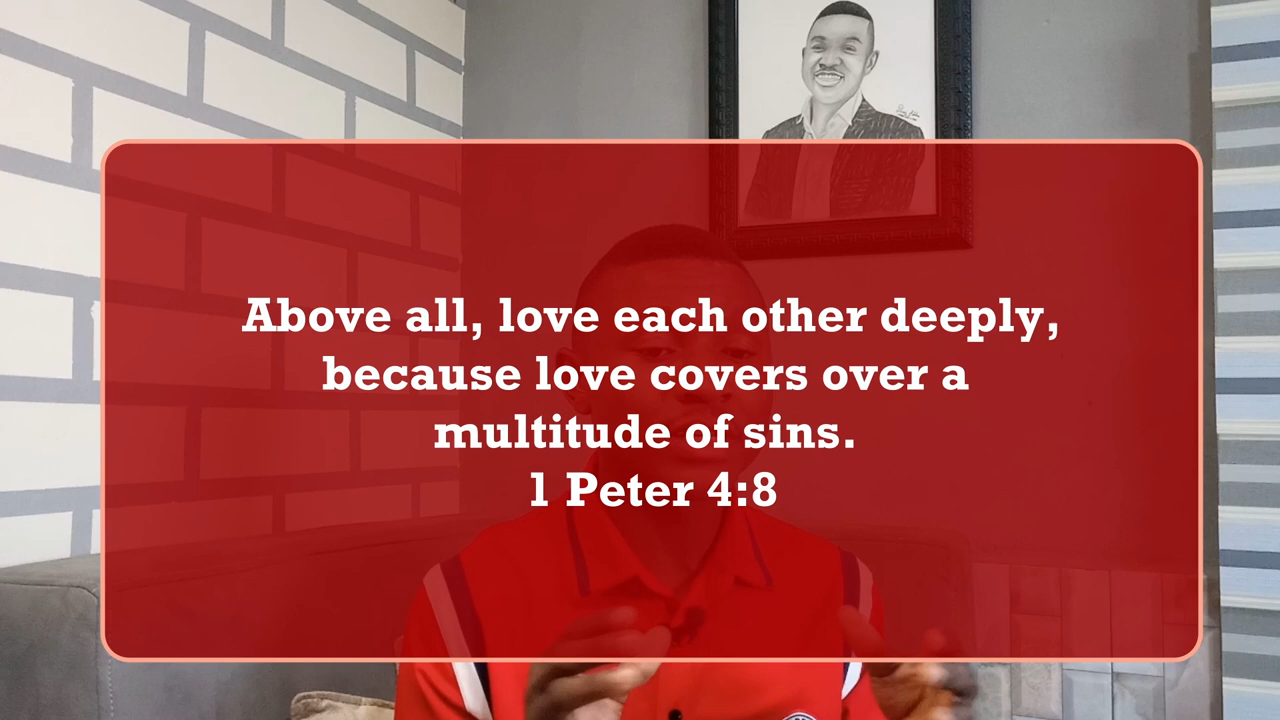 Above all, love each other deeply,
because love covers over a
multitude of sins.
1 Peter 4:8